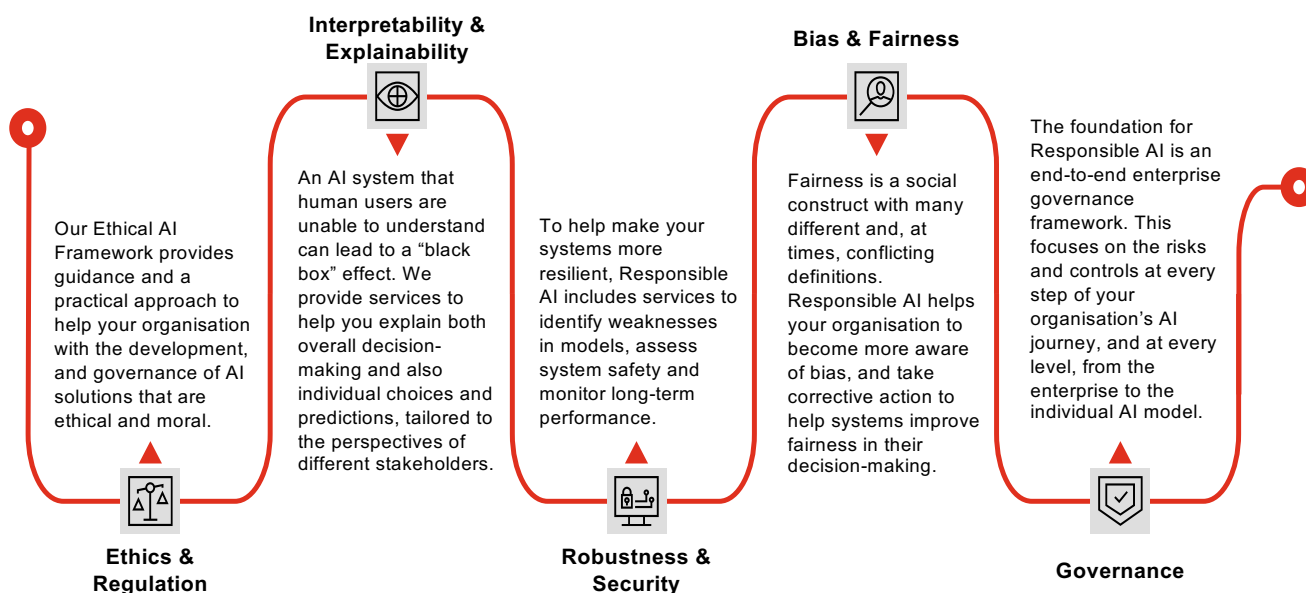 Ethics &
Regulation
Our Ethical AI
Framework provides
guidance and a
practical approach to
help your organisation
with the development,
and governance of AI
solutions that are
ethical and moral.
Interpretability &
Explainability
An AI system that
human users are
unable to understand
can lead to a “black
box” effect. We
provide services to
help you explain both
overall decision-
making and also
individual choices and
predictions, tailored to
the perspectives of
different stakeholders.
Robustness &
Security
To help make your
systems more
resilient, Responsible
AI includes services to
identify weaknesses
in models, assess
system safety and
monitor long-term
performance.
Bias & Fairness
Fairness is a social
construct with many
different and, at
times, conflicting
definitions.
Responsible AI helps
your organisation to
become more aware
of bias, and take
corrective action to
help systems improve
fairness in their
decision-making.
Governance
The foundation for
Responsible AI is an
end-to-end enterprise
governance
framework. This
focuses on the risks
and controls at every
step of your
organisation’s AI
journey, and at every
level, from the
enterprise to the
individual AI model.